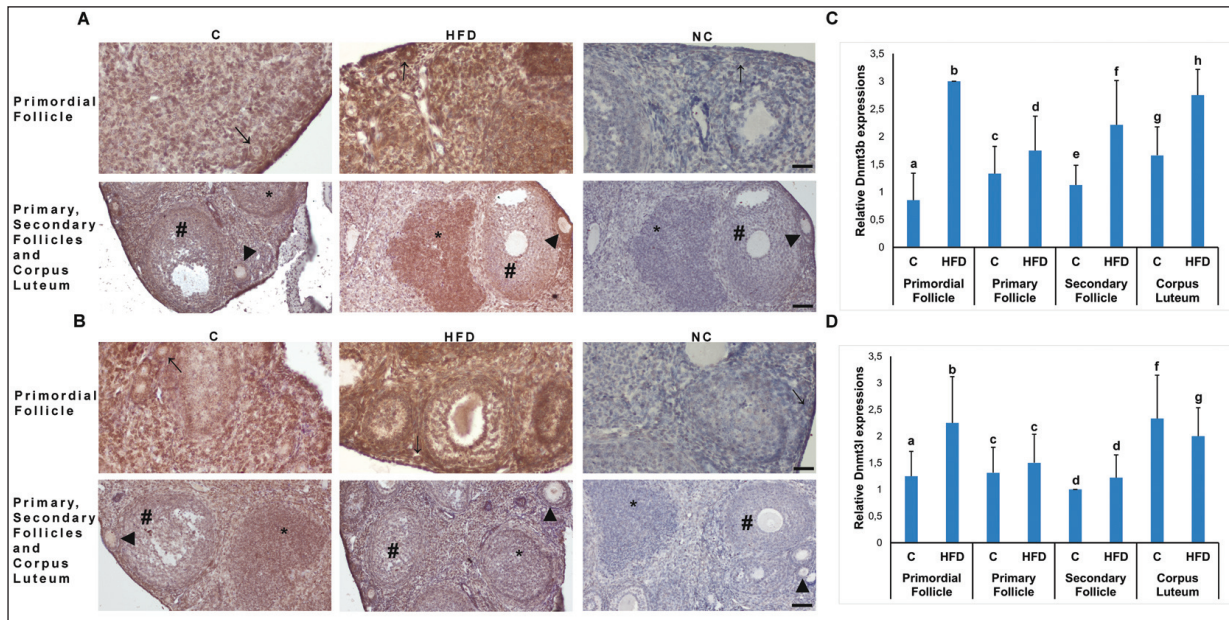 A
C
HFD
NC
Primordial
Follicle
*
#
*
#
*
#
Primary,
Secondary
Follicles
and
Corpus
Luteum
B
C
HFD
NC
Primordial
Follicle
Primary,
Secondary
Follicles
and
Corpus
Luteum
#
*
#
*
*
#
C
Relative Dnmt3b expressions
3,5
3
2,5
2
1,5
1
0,5
0
a
b
c
d
e
f
g
h
C HFD C HFD C HFD C HFD
Primordial Primary Secondary Corpus
Follicle Follicle Follicle Luteum
D
Relative Dnmt3l expressions
3,5
3
2,5
2
1,5
1
0,5
0
a
b
c
c
d
d
f
g
C HFD C HFD C HFD C HFD
Primordial Primary Secondary Corpus
Follicle Follicle Follicle Luteum